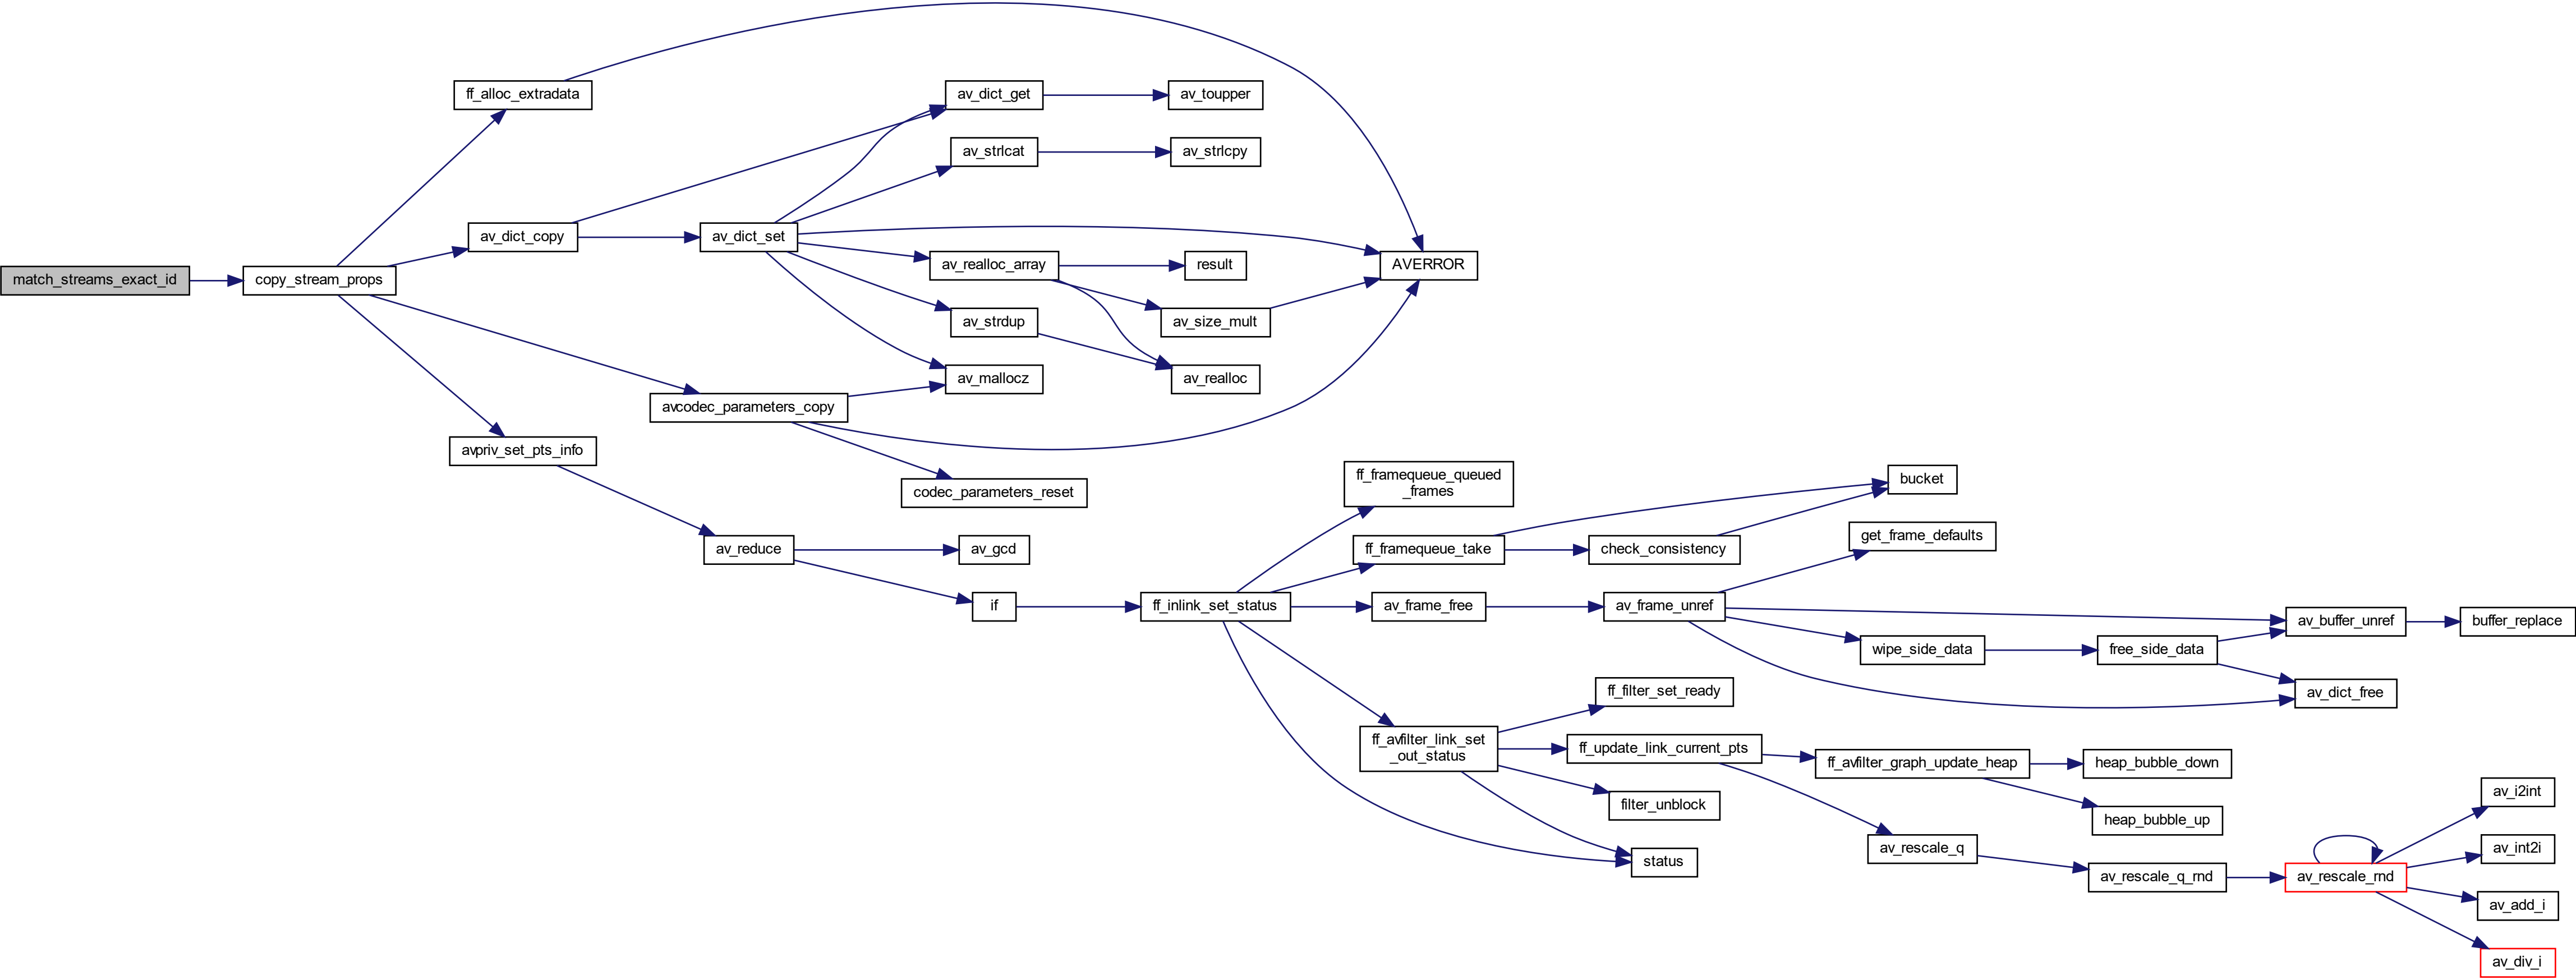 match_streams_exact_id
copy_stream_props
ff_alloc_extradata
av_dict_copy
avpriv_set_pts_info
av_dict_set
avcodec_parameters_copy
av_reduce
av_dict_get
av_strlcat
av_realloc_array
av_strdup
av_mallocz
codec_parameters_reset
av_gcd
if
av_toupper
av_strlcpy
result
av_size_mult
av_realloc
ff_inlink_set_status
AVERROR
ff_framequeue_queued
_frames
ff_framequeue_take
av_frame_free
ff_avfilter_link_set
_out_status
check_consistency
av_frame_unref
ff_filter_set_ready
ff_update_link_current_pts
filter_unblock
status
bucket
get_frame_defaults
wipe_side_data
ff_avfilter_graph_update_heap
av_rescale_q
free_side_data
heap_bubble_down
heap_bubble_up
av_rescale_q_rnd
av_buffer_unref
av_dict_free
av_rescale_rnd
buffer_replace
av_i2int
av_int2i
av_add_i
av_div_i